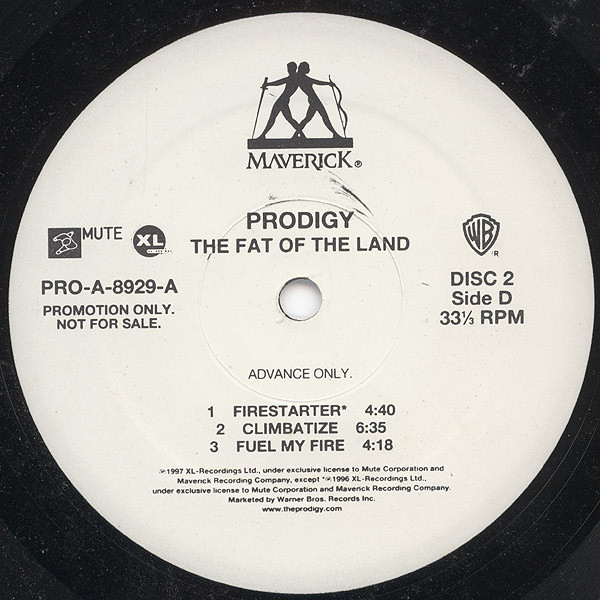 MAVERICK®
PRODIGY
THE FAT OF THE LAND
MUTE
XL
WB
®
PRO-A-8929-A
PROMOTION ONLY.
NOT FOR SALE.
DISC 2
Side D
33⅓ RPM
ADVANCE ONLY.
1 FIRESTARTER* 4:40
2 CLIMBATIZE 6:35
3 FUEL MY FIRE 4:18
℗1997 XL-Recordings Ltd., under exclusive license to Mute Corporation and
Maverick Recording Company, except *℗1996 XL-Recordings Ltd.,
under exclusive license to Mute Corporation and Maverick Recording Company.
Marketed by Warner Bros. Records Inc.
www.theprodigy.com